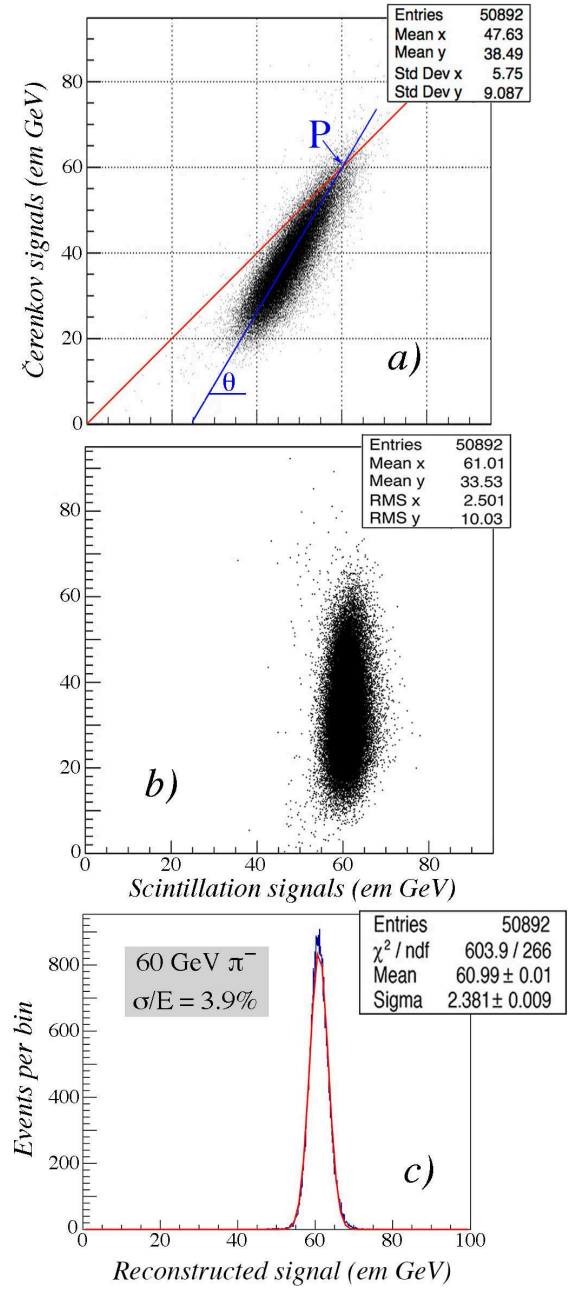 Entries 50892
Mean x 47.63
Mean y 38.49
Std Dev x 5.75
Std Dev y 9.087
Čerenkov signals (em GeV)
80
60
40
20
0
P
θ
a)
Entries 50892
Mean x 61.01
Mean y 33.53
RMS x 2.501
RMS y 10.03
80
60
40
20
0
b)
0 20 40 60 80
Scintillation signals (em GeV)
Entries 50892
χ² / ndf 603.9 / 266
Mean 60.99 ± 0.01
Sigma 2.381 ± 0.009
60 GeV π⁻
σ/E = 3.9%
Events per bin
800
600
400
200
0
c)
0 20 40 60 80 100
Reconstructed signal (em GeV)